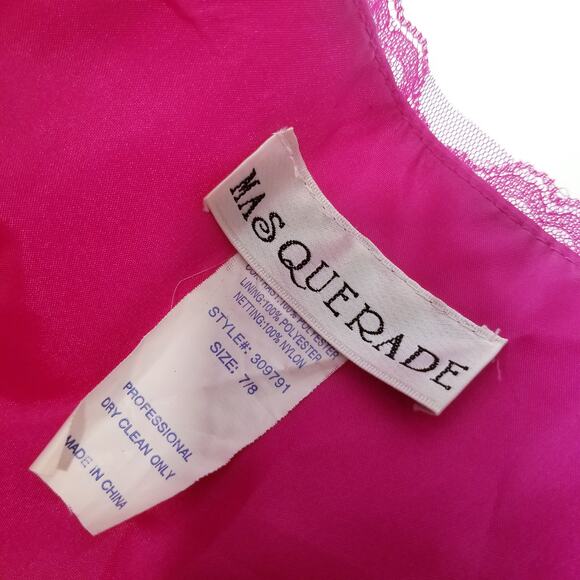 MASQUERADE
CONTRAST:100% POLYESTER
LINING:100% POLYESTER
NETTING:100% NYLON
STYLE#: 309791
SIZE: 7/8
PROFESSIONAL
DRY CLEAN ONLY
MADE IN CHINA